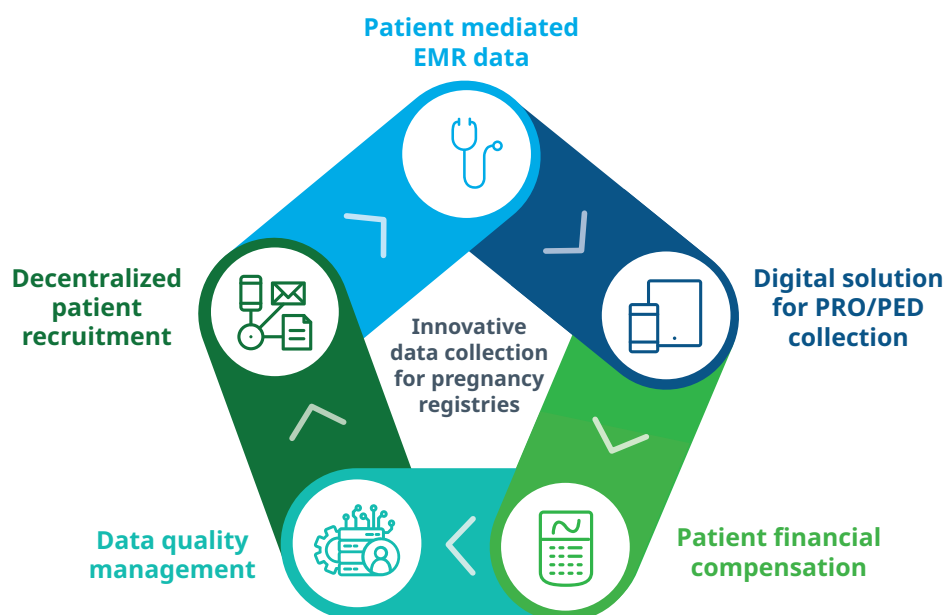 Patient mediated
EMR data
Digital solution
for PRO/PED
collection
Patient financial
compensation
Data quality
management
Decentralized
patient
recruitment
Innovative
data collection
for pregnancy
registries